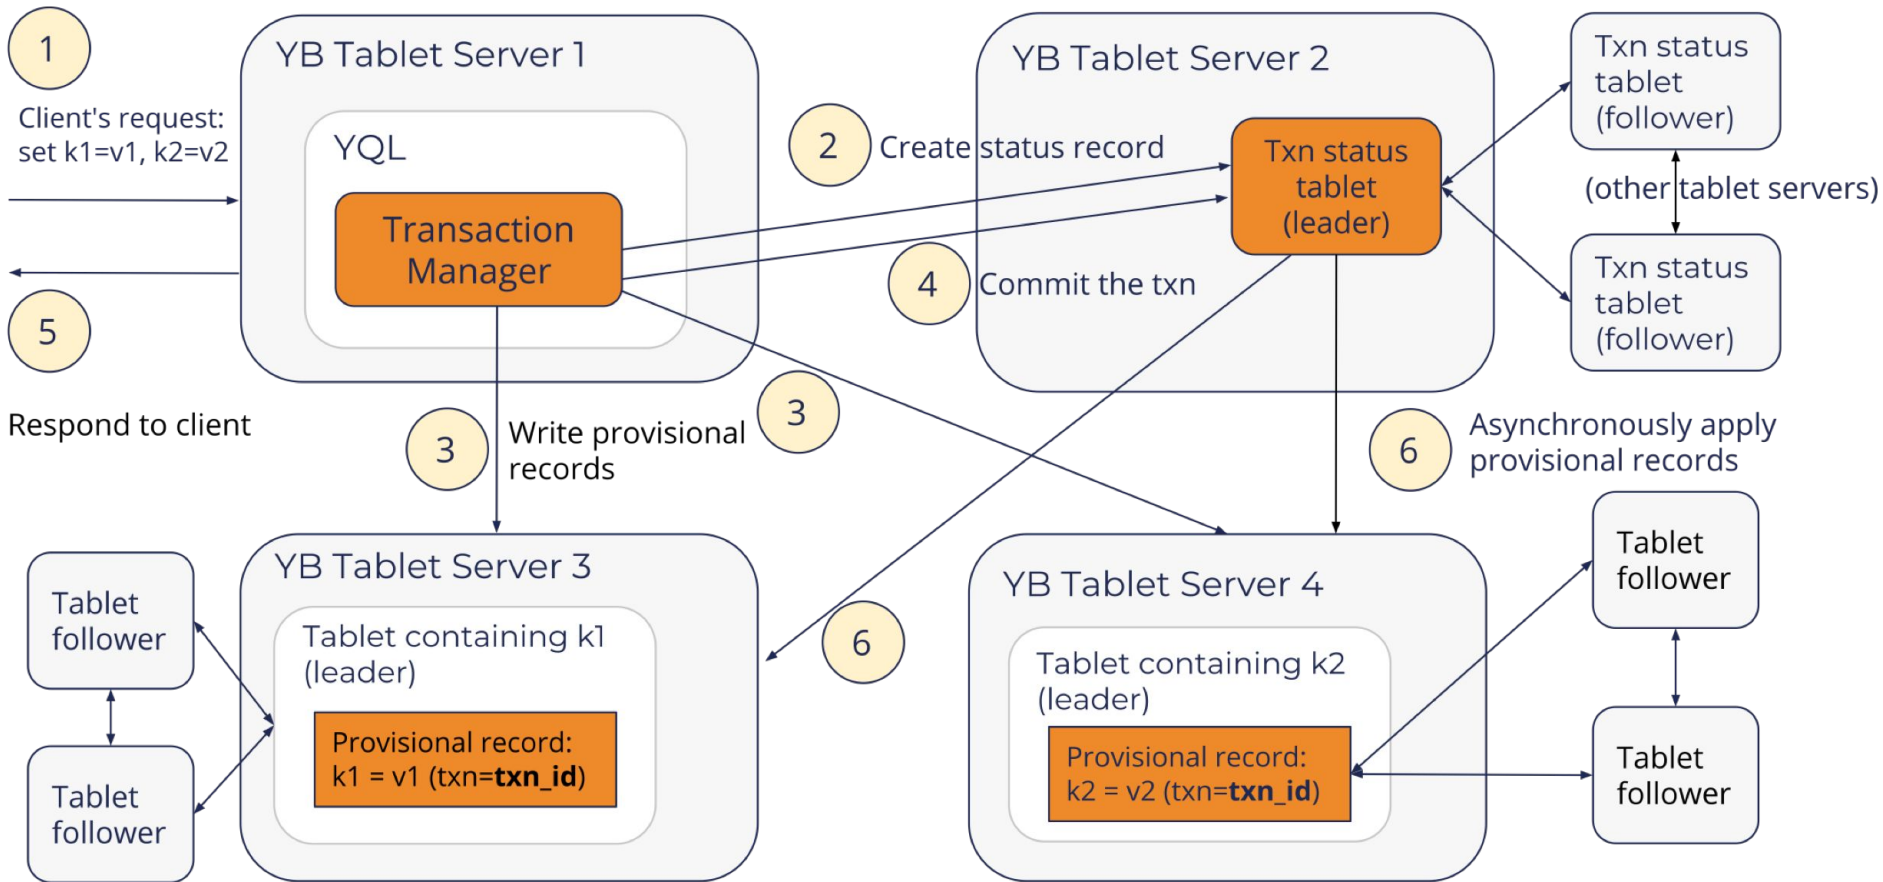 1
Client's request:
set k1=v1, k2=v2
5
Respond to client
YB Tablet Server 1
YQL
Transaction
Manager
2
Create status record
4
Commit the txn
YB Tablet Server 2
Txn status
tablet
(leader)
Txn status
tablet
(follower)
(other tablet servers)
Txn status
tablet
(follower)
3
Write provisional
records
3
6
Asynchronously apply
provisional records
6
Tablet
follower
Tablet
follower
YB Tablet Server 3
Tablet containing k1
(leader)
Provisional record:
k1 = v1 (txn=txn_id)
YB Tablet Server 4
Tablet containing k2
(leader)
Provisional record:
k2 = v2 (txn=txn_id)
Tablet
follower
Tablet
follower